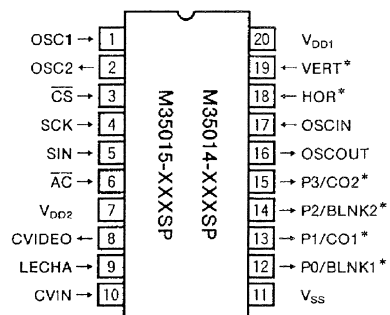 OSC1 → 1
OSC2 ← 2
C̅S̅ → 3
SCK → 4
SIN → 5
A̅C̅ → 6
VDD2 7
CVIDEO ← 8
LECHA → 9
CVIN → 10
M35015-XXXSP
M35014-XXXSP
20 VDD1
19 ← VERT*
18 ← HOR*
17 ← OSCIN
16 → OSCOUT
15 → P3/CO2*
14 → P2/BLNK2*
13 → P1/CO1*
12 → P0/BLNK1*
11 VSS